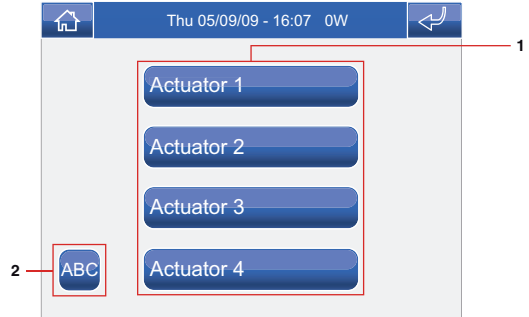 Thu 05/09/09 - 16:07 0W
1
Actuator 1
Actuator 2
Actuator 3
2
ABC
Actuator 4